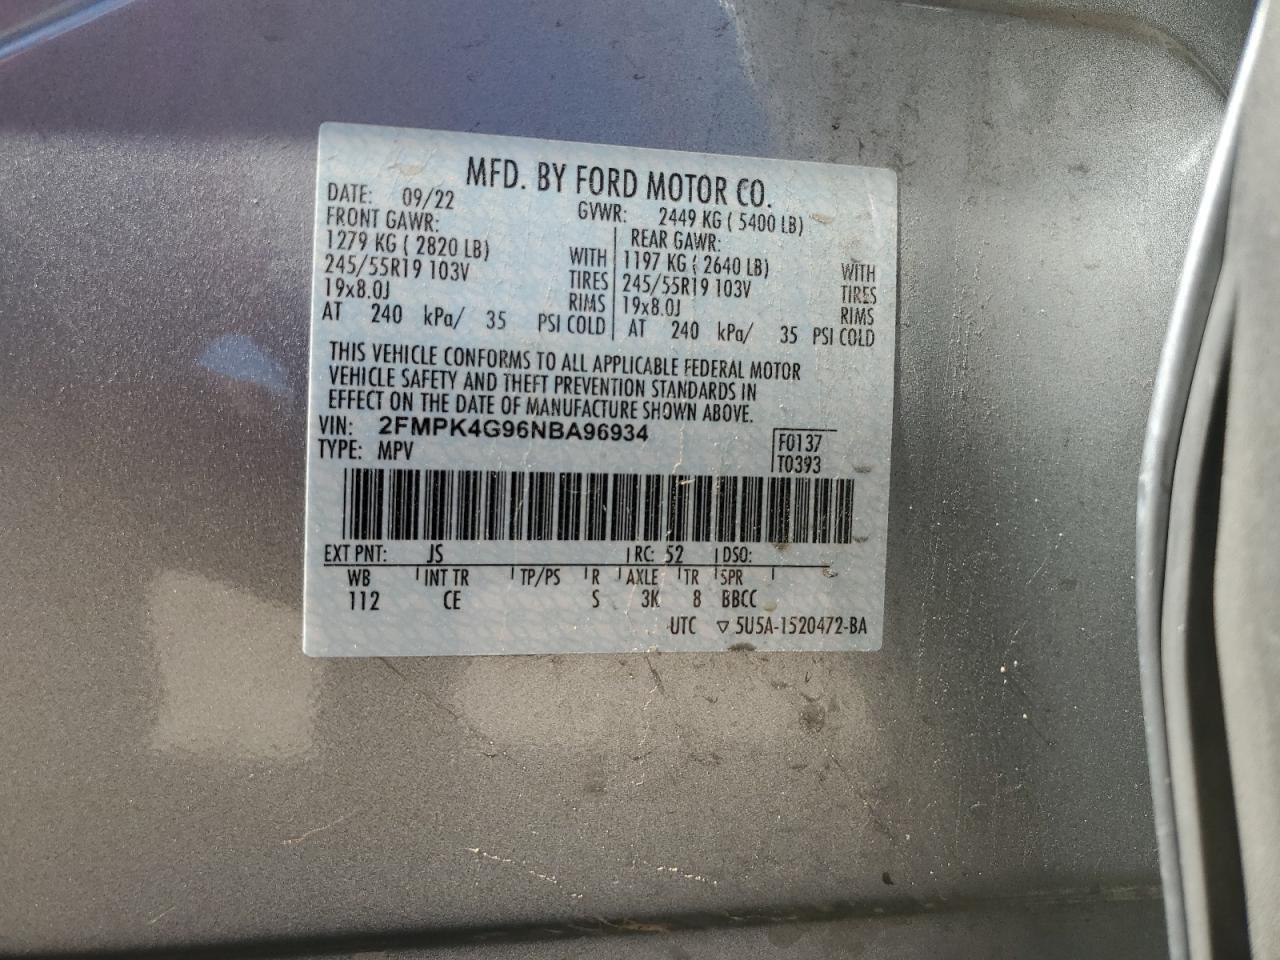 MFD. BY FORD MOTOR CO.
DATE: 09/22 GVWR: 2449 KG ( 5400 LB)
FRONT GAWR: REAR GAWR:
1279 KG ( 2820 LB) WITH 1197 KG ( 2640 LB) WITH
245/55R19 103V TIRES 245/55R19 103V TIRES
19x8.0J RIMS 19x8.0J RIMS
AT 240 kPa/ 35 PSI COLD AT 240 kPa/ 35 PSI COLD
THIS VEHICLE CONFORMS TO ALL APPLICABLE FEDERAL MOTOR
VEHICLE SAFETY AND THEFT PREVENTION STANDARDS IN
EFFECT ON THE DATE OF MANUFACTURE SHOWN ABOVE.
VIN: 2FMPK4G96NBA96934 F0137
TYPE: MPV T0393
EXT PNT: JS RC: 52 DSO:
WB INT TR TP/PS R AXLE TR SPR
112 CE S 3K 8 BBCC
UTC ▽ 5U5A-1520472-BA